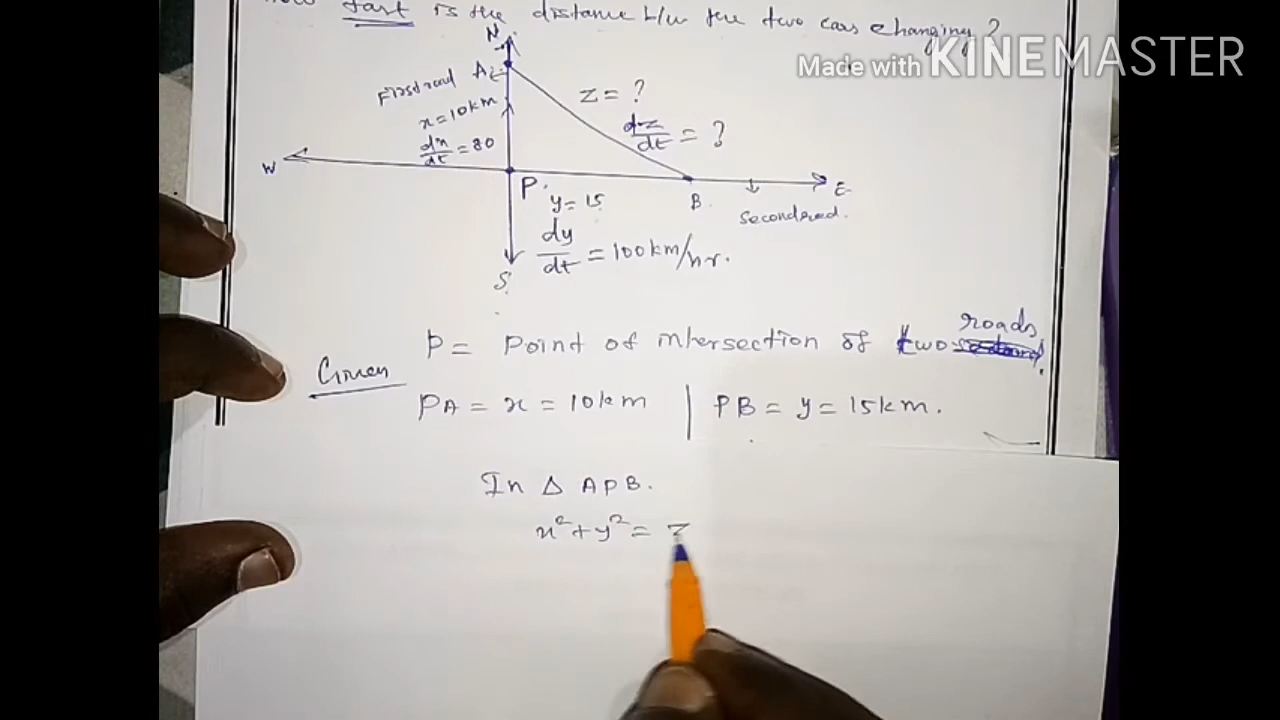 fast is the distance b/w the two cars changing?
Made with KINEMASTER
N
First road A
x = 10km
dx/dt = 80
z = ?
dz/dt = ?
W
P
y = 15
B
E
Second road.
dy/dt = 100km/hr.
S
P = Point of intersection of two roads.
Given
PA = x = 10km | PB = y = 15km.
In Δ APB.
x² + y² = z